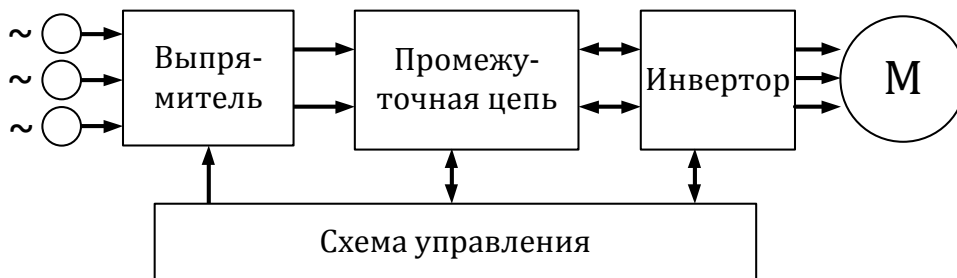 ~
~
~
Выпря-
митель
Промежу-
точная цепь
Инвертор
М
Схема управления